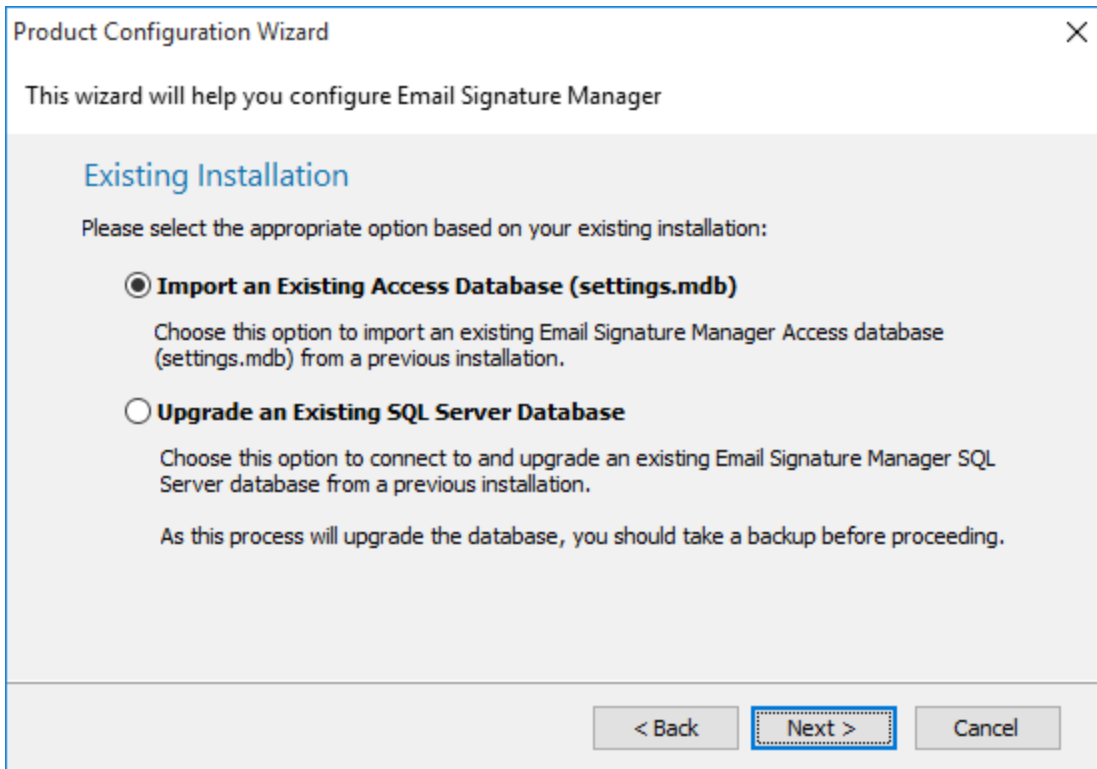 Product Configuration Wizard
This wizard will help you configure Email Signature Manager
Existing Installation
Please select the appropriate option based on your existing installation:
Import an Existing Access Database (settings.mdb)
Choose this option to import an existing Email Signature Manager Access database
(settings.mdb) from a previous installation.
Upgrade an Existing SQL Server Database
Choose this option to connect to and upgrade an existing Email Signature Manager SQL
Server database from a previous installation.
As this process will upgrade the database, you should take a backup before proceeding.
< Back Next > Cancel